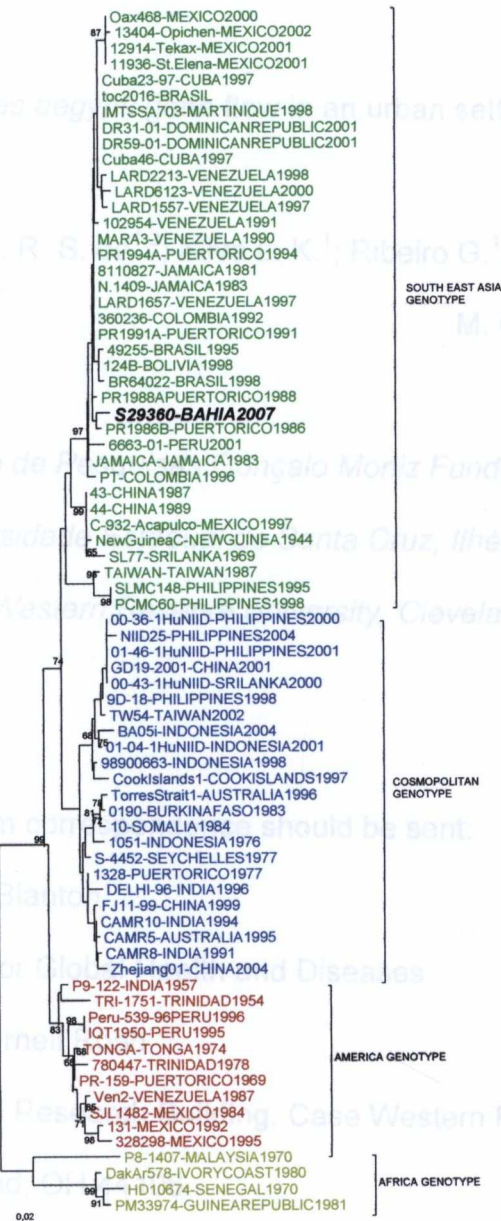 Oax468-MEXICO2000
13404-Opichen-MEXICO2002
87
12914-Tekax-MEXICO2001
11936-St.Elena-MEXICO2001
Cuba23-97-CUBA1997
toc2016-BRASIL
IMTSSA703-MARTINIQUE1998
DR31-01-DOMINICANREPUBLIC2001
DR59-01-DOMINICANREPUBLIC2001
Cuba46-CUBA1997
LARD2213-VENEZUELA1998
LARD6123-VENEZUELA2000
LARD1557-VENEZUELA1997
102954-VENEZUELA1991
MARA3-VENEZUELA1990
PR1994A-PUERTORICO1994
8110827-JAMAICA1981
N.1409-JAMAICA1983
LARD1657-VENEZUELA1997
360236-COLOMBIA1992
PR1991A-PUERTORICO1991
49255-BRASIL1995
124B-BOLIVIA1998
BR64022-BRASIL1998
PR1988APUERTORICO1988
S29360-BAHIA2007
PR1986B-PUERTORICO1986
97
6663-01-PERU2001
JAMAICA-JAMAICA1983
PT-COLOMBIA1996
43-CHINA1987
99
44-CHINA1989
C-932-Acapulco-MEXICO1997
NewGuineaC-NEWGUINEA1944
65
SL77-SRILANKA1969
TAIWAN-TAIWAN1987
98
SLMC148-PHILIPPINES1995
98
PCMC60-PHILIPPINES1998
SOUTH EAST ASIA
GENOTYPE
00-36-1HuNIID-PHILIPPINES2000
NIID25-PHILIPPINES2004
01-46-1HuNIID-PHILIPPINES2001
GD19-2001-CHINA2001
74
00-43-1HuNIID-SRILANKA2000
9D-18-PHILIPPINES1998
TW54-TAIWAN2002
BA05i-INDONESIA2004
68
75
01-04-1HuNIID-INDONESIA2001
98900663-INDONESIA1998
CookIslands1-COOKISLANDS1997
TorresStrait1-AUSTRALIA1996
0190-BURKINAFASO1983
10-SOMALIA1984
1051-INDONESIA1976
99
S-4452-SEYCHELLES1977
1328-PUERTORICO1977
DELHI-96-INDIA1996
FJ11-99-CHINA1999
CAMR10-INDIA1994
CAMR5-AUSTRALIA1995
CAMR8-INDIA1991
Zhejiang01-CHINA2004
COSMOPOLITAN
GENOTYPE
P9-122-INDIA1957
TRI-1751-TRINIDAD1954
83
98
Peru-539-96PERU1996
IQT1950-PERU1995
TONGA-TONGA1974
780447-TRINIDAD1978
PR-159-PUERTORICO1969
Ven2-VENEZUELA1987
SJL1482-MEXICO1984
131-MEXICO1992
98
328298-MEXICO1995
AMERICA GENOTYPE
P8-1407-MALAYSIA1970
DakAr578-IVORYCOAST1980
99
HD10674-SENEGAL1970
91
PM33974-GUINEAREPUBLIC1981
AFRICA GENOTYPE
0,02